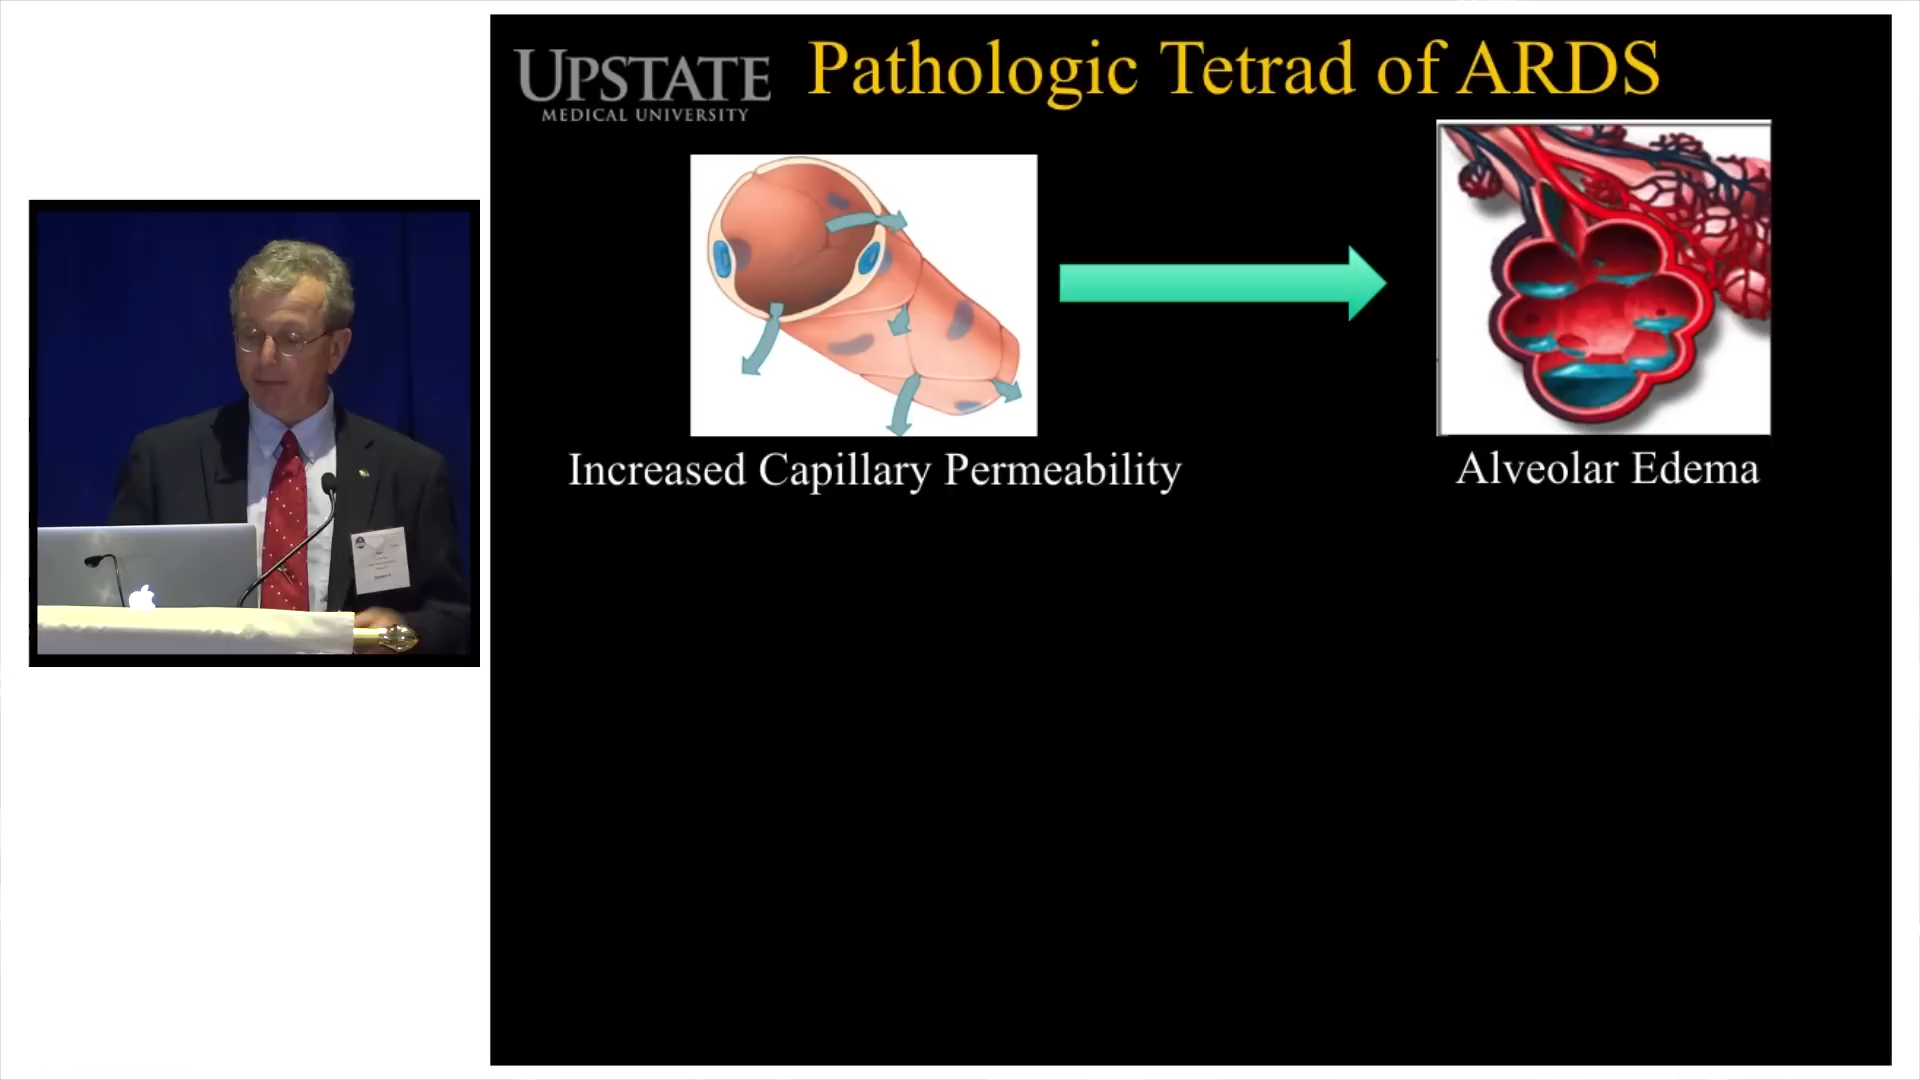 UPSTATE
MEDICAL UNIVERSITY
Pathologic Tetrad of ARDS
Increased Capillary Permeability
Alveolar Edema